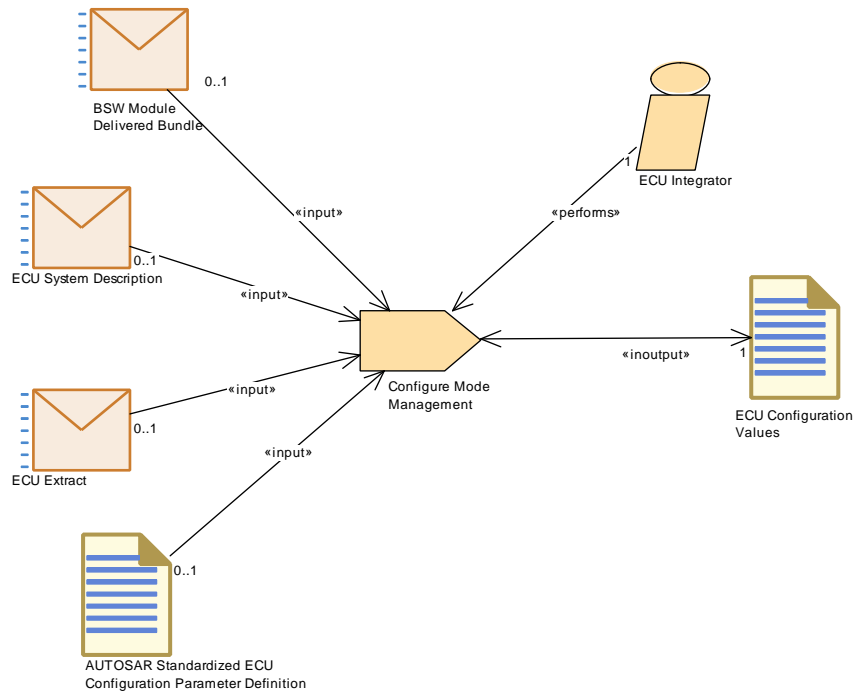 0..1
BSW Module
Delivered Bundle
1
ECU Integrator
«input»
«performs»
0..1
ECU System Description
«input»
«inoutput»
1
«input»
Configure Mode
Management
ECU Configuration
Values
0..1
ECU Extract
«input»
0..1
AUTOSAR Standardized ECU
Configuration Parameter Definition